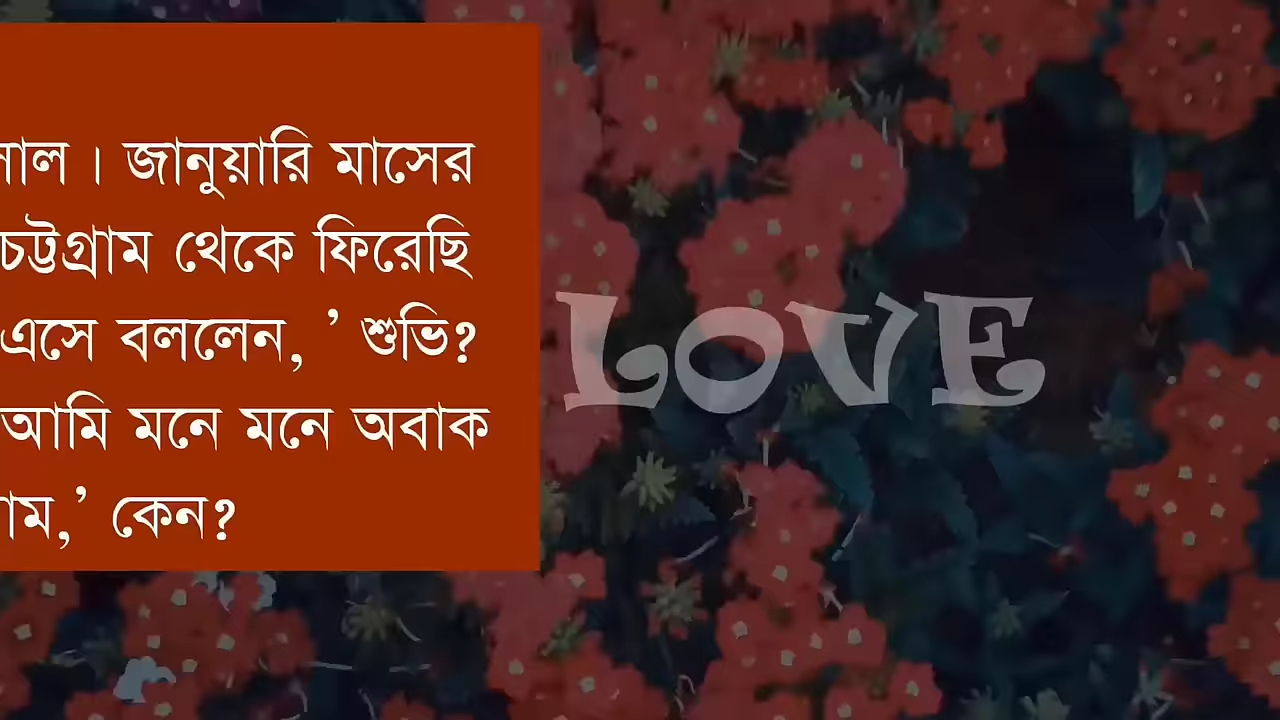 জানুয়ারি মাসের
চট্টগ্রাম থেকে ফিরেছি
এসে বললেন, ’ শুভি?
আমি মনে মনে অবাক
কেন?
LOVE